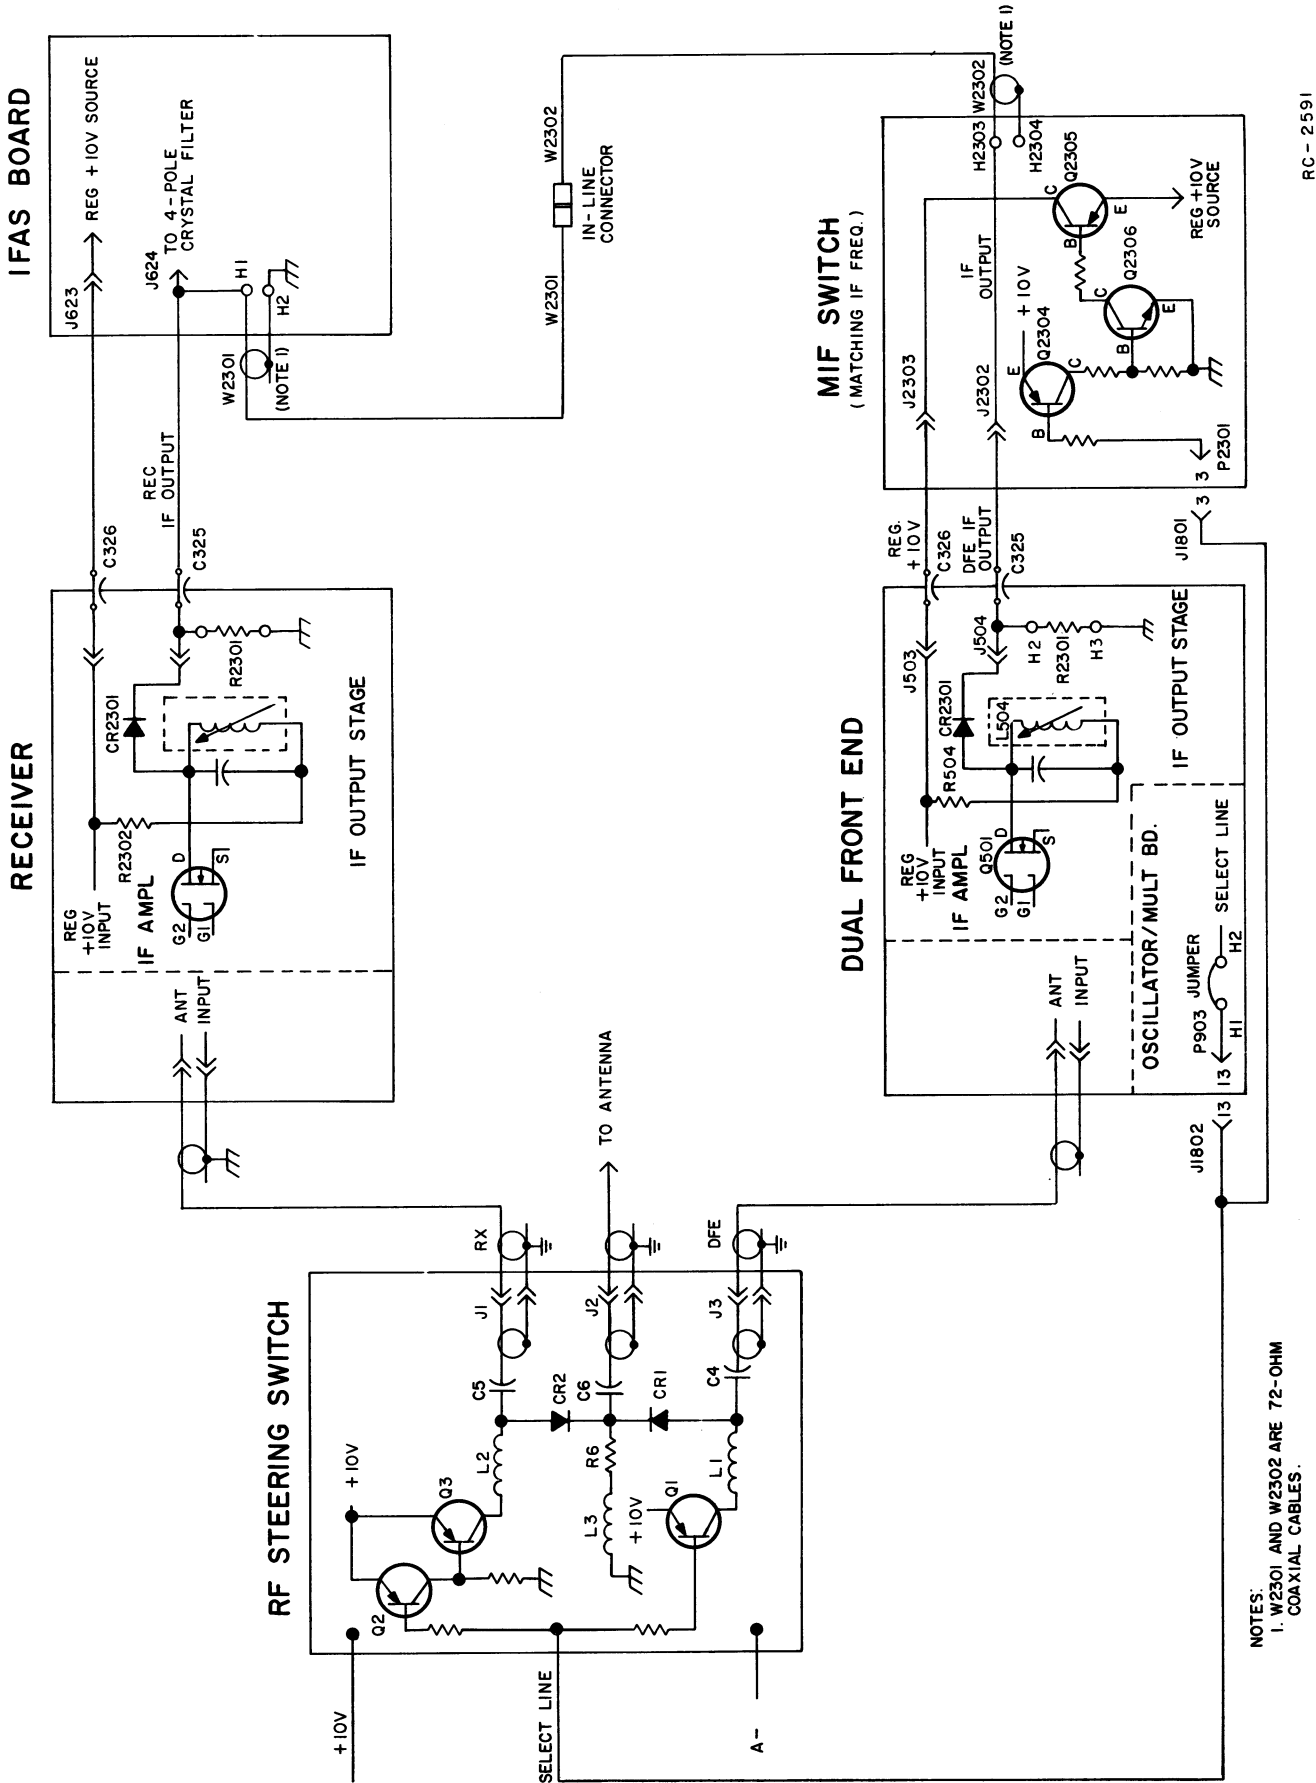 IFAS BOARD
J623
REG +10V SOURCE
J624
TO 4-POLE
CRYSTAL FILTER
H1
H2
W2301
(NOTE 1)
W2301
W2302
IN-LINE
CONNECTOR
RECEIVER
REG
+10V
INPUT
R2302
CR2301
R2301
C326
C325
REC
IF OUTPUT
IF AMPL
G2
G1
D
S1
IF OUTPUT STAGE
ANT
INPUT
MIF SWITCH
(MATCHING IF FREQ.)
J2303
J2302
IF
OUTPUT
H2303
W2302
(NOTE 1)
H2304
Q2305
C
B
E
REG +10V
SOURCE
Q2306
C
B
E
+10V
Q2304
E
C
B
P2301
3
3
J1801
DUAL FRONT END
REG.
+10V
C326
DFE IF
OUTPUT
C325
J503
J504
H2
R2301
H3
CR2301
L504
R504
REG
+10V
INPUT
IF AMPL
Q501
G2
G1
D
S1
IF OUTPUT STAGE
ANT
INPUT
OSCILLATOR/MULT BD.
P903
JUMPER
H1
H2
SELECT LINE
13
13
J1802
RF STEERING SWITCH
RX
J1
C5
L2
CR2
TO ANTENNA
J2
C6
R6
L3
CR1
DFE
J3
C4
L1
+10V
Q3
Q2
+10V
Q1
+10V
SELECT LINE
A-
NOTES:
1. W2301 AND W2302 ARE 72-OHM
COAXIAL CABLES.
RC-2591